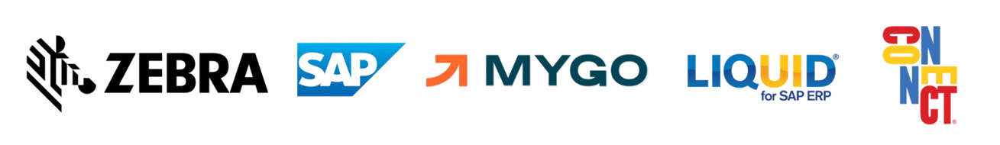 ZEBRA
SAP
MYGO
LIQUID®
for SAP ERP
CONNECT®